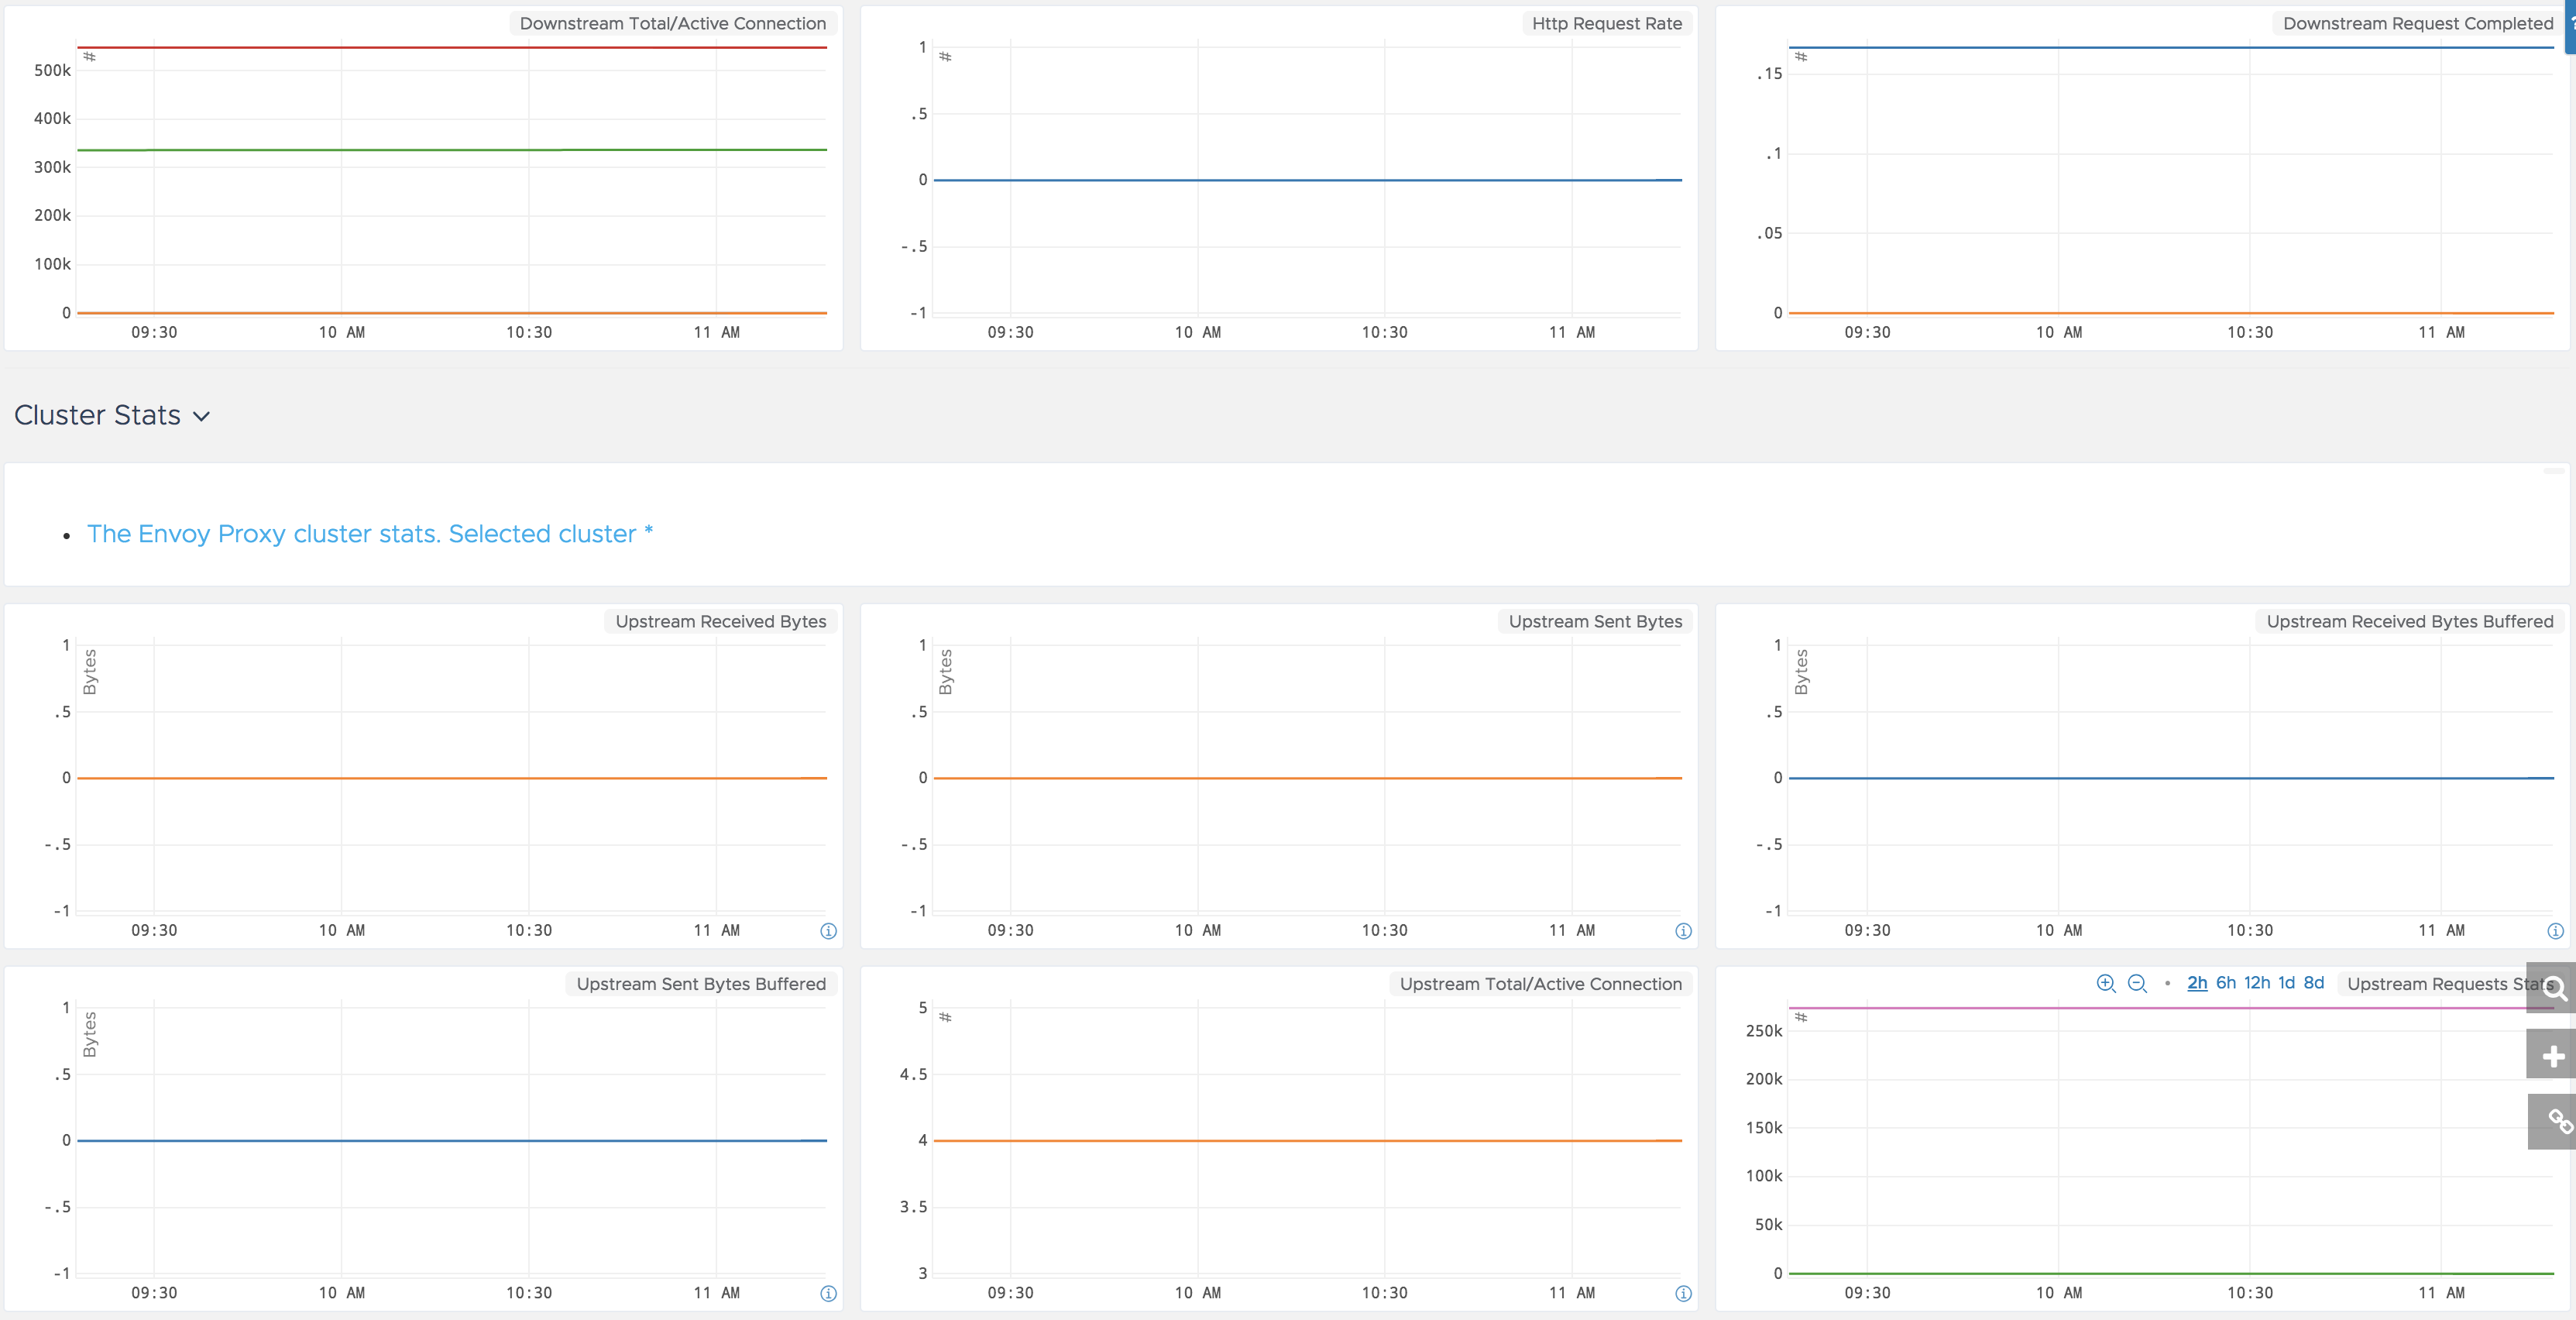 Downstream Total/Active Connection
#
500k
400k
300k
200k
100k
0
09:30 10 AM 10:30 11 AM
Http Request Rate
#
1
.5
0
-.5
-1
09:30 10 AM 10:30 11 AM
Downstream Request Completed
#
.15
.1
.05
0
09:30 10 AM 10:30 11 AM
Cluster Stats
• The Envoy Proxy cluster stats. Selected cluster *
Upstream Received Bytes
Bytes
1
.5
0
-.5
-1
09:30 10 AM 10:30 11 AM
Upstream Sent Bytes
Bytes
1
.5
0
-.5
-1
09:30 10 AM 10:30 11 AM
Upstream Received Bytes Buffered
Bytes
1
.5
0
-.5
-1
09:30 10 AM 10:30 11 AM
Upstream Sent Bytes Buffered
Bytes
1
.5
0
-.5
-1
09:30 10 AM 10:30 11 AM
Upstream Total/Active Connection
#
5
4.5
4
3.5
3
09:30 10 AM 10:30 11 AM
2h 6h 12h 1d 8d Upstream Requests Stats
#
250k
200k
150k
100k
50k
0
09:30 10 AM 10:30 11 AM